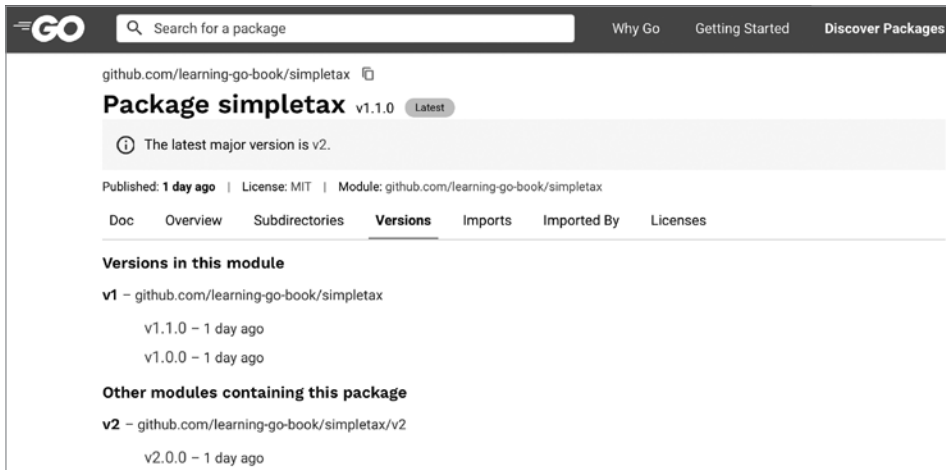 GO Search for a package Why Go Getting Started Discover Packages
github.com/learning-go-book/simpletax
Package simpletax v1.1.0 Latest
The latest major version is v2.
Published: 1 day ago | License: MIT | Module: github.com/learning-go-book/simpletax
Doc Overview Subdirectories Versions Imports Imported By Licenses
Versions in this module
v1 – github.com/learning-go-book/simpletax
v1.1.0 – 1 day ago
v1.0.0 – 1 day ago
Other modules containing this package
v2 – github.com/learning-go-book/simpletax/v2
v2.0.0 – 1 day ago